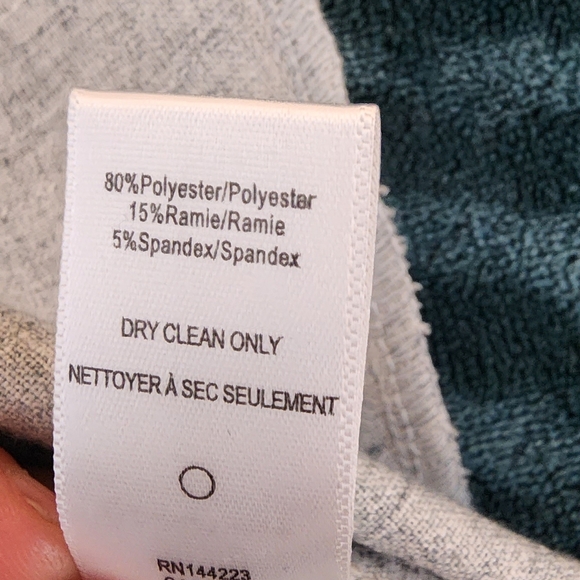 80%Polyester/Polyester
15%Ramie/Ramie
5%Spandex/Spandex
DRY CLEAN ONLY
NETTOYER À SEC SEULEMENT
RN144223